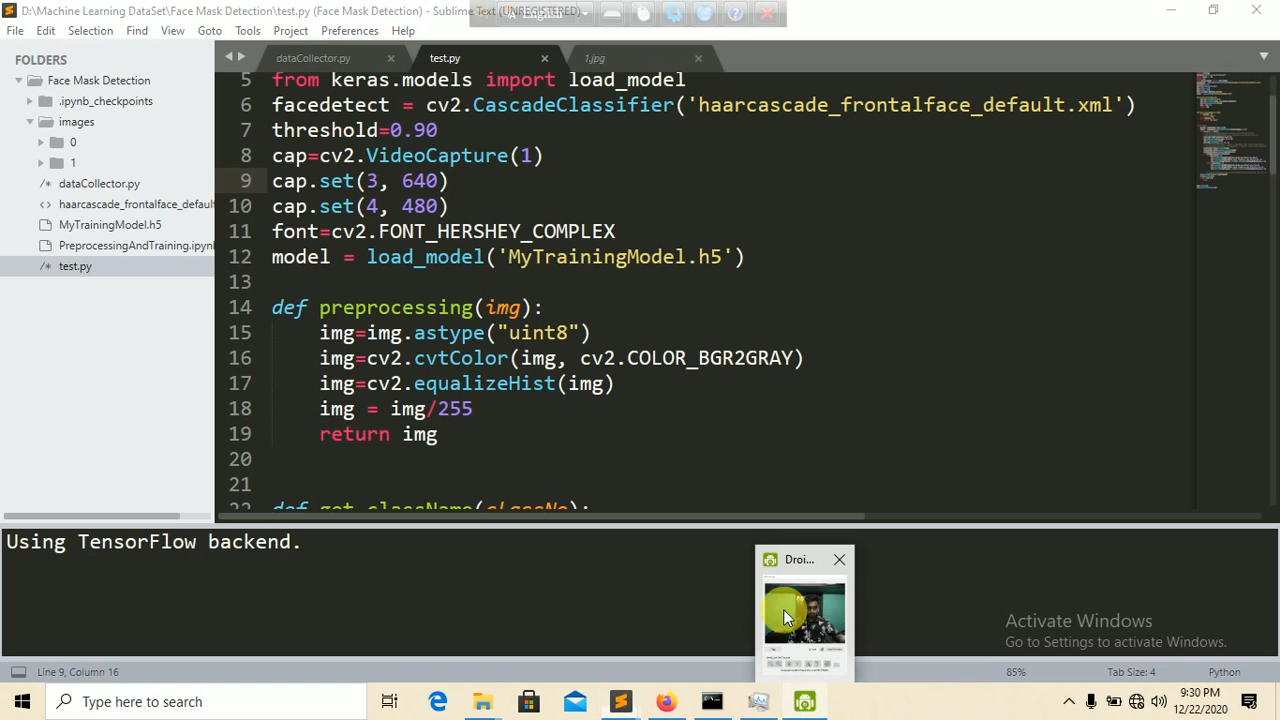 D:\Machine Learning DataSet\Face Mask Detection\test.py (Face Mask Detection) - Sublime Text (UNREGISTERED)
English
File Edit Selection Find View Goto Tools Project Preferences Help
FOLDERS
Face Mask Detection
.ipynb_checkpoints
images
0
1
dataCollector.py
haarcascade_frontalface_defaul
MyTrainingModel.h5
PreprocessingAndTraining.ipynb
test.py
dataCollector.py test.py 1.jpg
5 from keras.models import load_model
6 facedetect = cv2.CascadeClassifier('haarcascade_frontalface_default.xml')
7 threshold=0.90
8 cap=cv2.VideoCapture(1)
9 cap.set(3, 640)
10 cap.set(4, 480)
11 font=cv2.FONT_HERSHEY_COMPLEX
12 model = load_model('MyTrainingModel.h5')
13
14 def preprocessing(img):
15 img=img.astype("uint8")
16 img=cv2.cvtColor(img, cv2.COLOR_BGR2GRAY)
17 img=cv2.equalizeHist(img)
18 img = img/255
19 return img
20
21
22 def get_className(classNo):
Using TensorFlow backend.
Droi...
Activate Windows
Go to Settings to activate Windows.
Line 9, Column 16 85% Tab Size: 4 Python
Type here to search
9:30 PM
12/22/2020